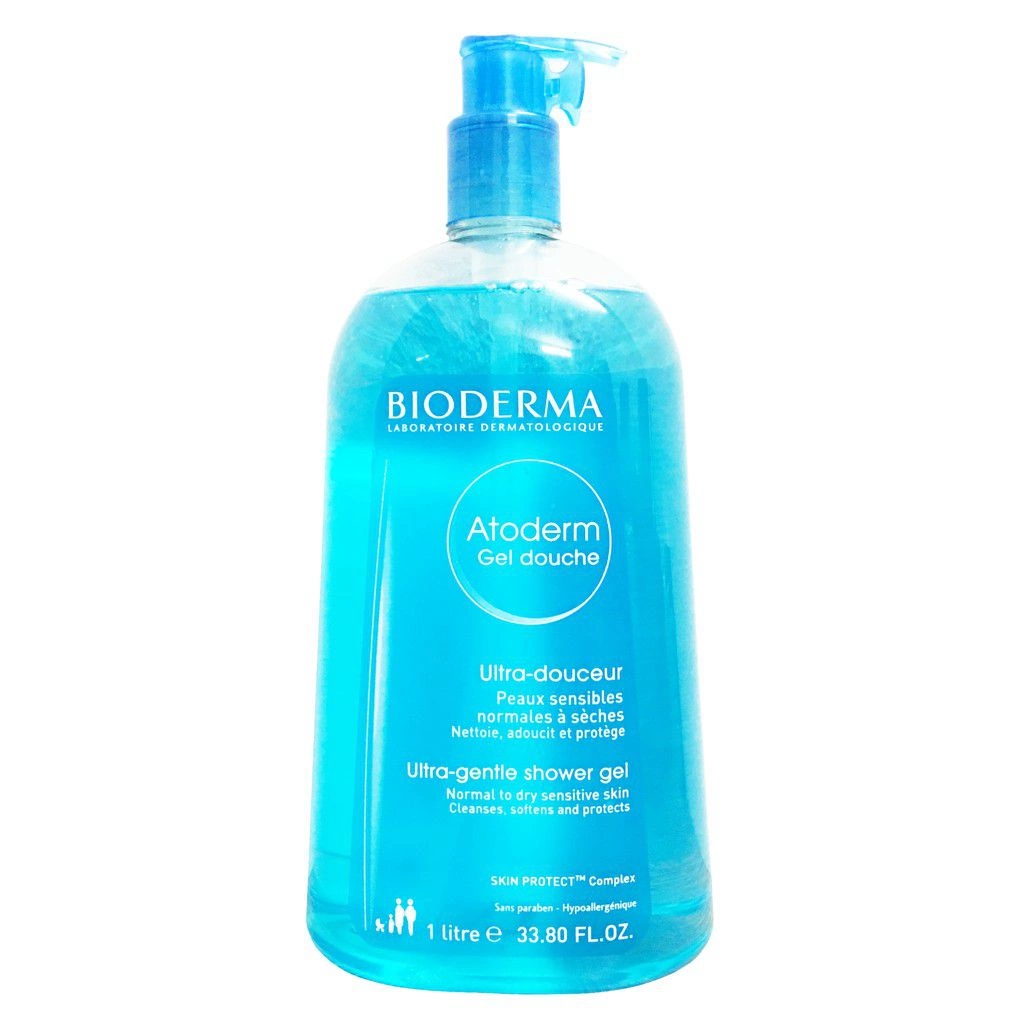 BIODERMA
LABORATOIRE DERMATOLOGIQUE
Atoderm
Gel douche
Ultra-douceur
Peaux sensibles
normales à sèches
Nettoie, adoucit et protège
Ultra-gentle shower gel
Normal to dry sensitive skin
Cleanses, softens and protects
SKIN PROTECT™ Complex
Sans paraben - Hypoallergénique
1 litre ℮ 33.80 FL.OZ.